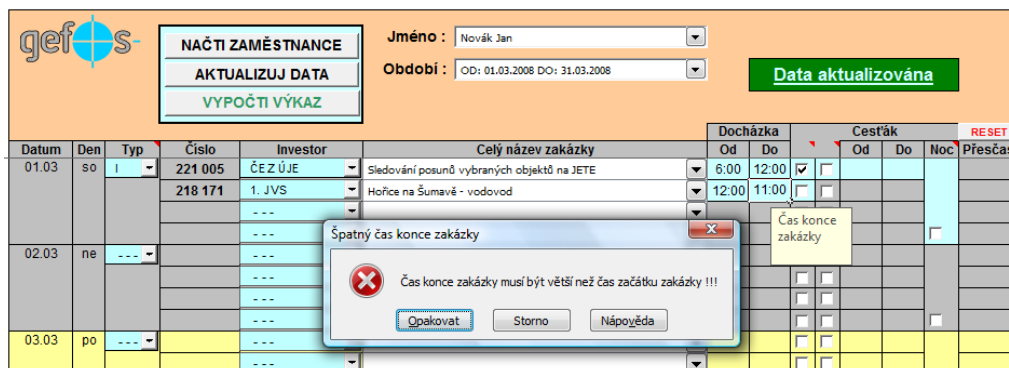 gefos-
NAČTI ZAMĚSTNANCE
AKTUALIZUJ DATA
VYPOČTI VÝKAZ
Jméno : Novák Jan
Období : OD: 01.03.2008 DO: 31.03.2008
Data aktualizována
Docházka Cesťák RESET
Datum Den Typ Číslo Investor Celý název zakázky Od Do Od Do Noc Přesčas
01.03 so I 221 005 ČEZ ÚJE Sledování posunů vybraných objektů na JETE 6:00 12:00
218 171 1. JVS Hořice na Šumavě - vodovod 12:00 11:00
- - -
- - -
Čas konce
zakázky
Špatný čas konce zakázky
Čas konce zakázky musí být větší než čas začátku zakázky !!!
Opakovat Storno Nápověda
02.03 ne - - - - - -
- - -
- - -
- - -
03.03 po - - - - - -
- - -